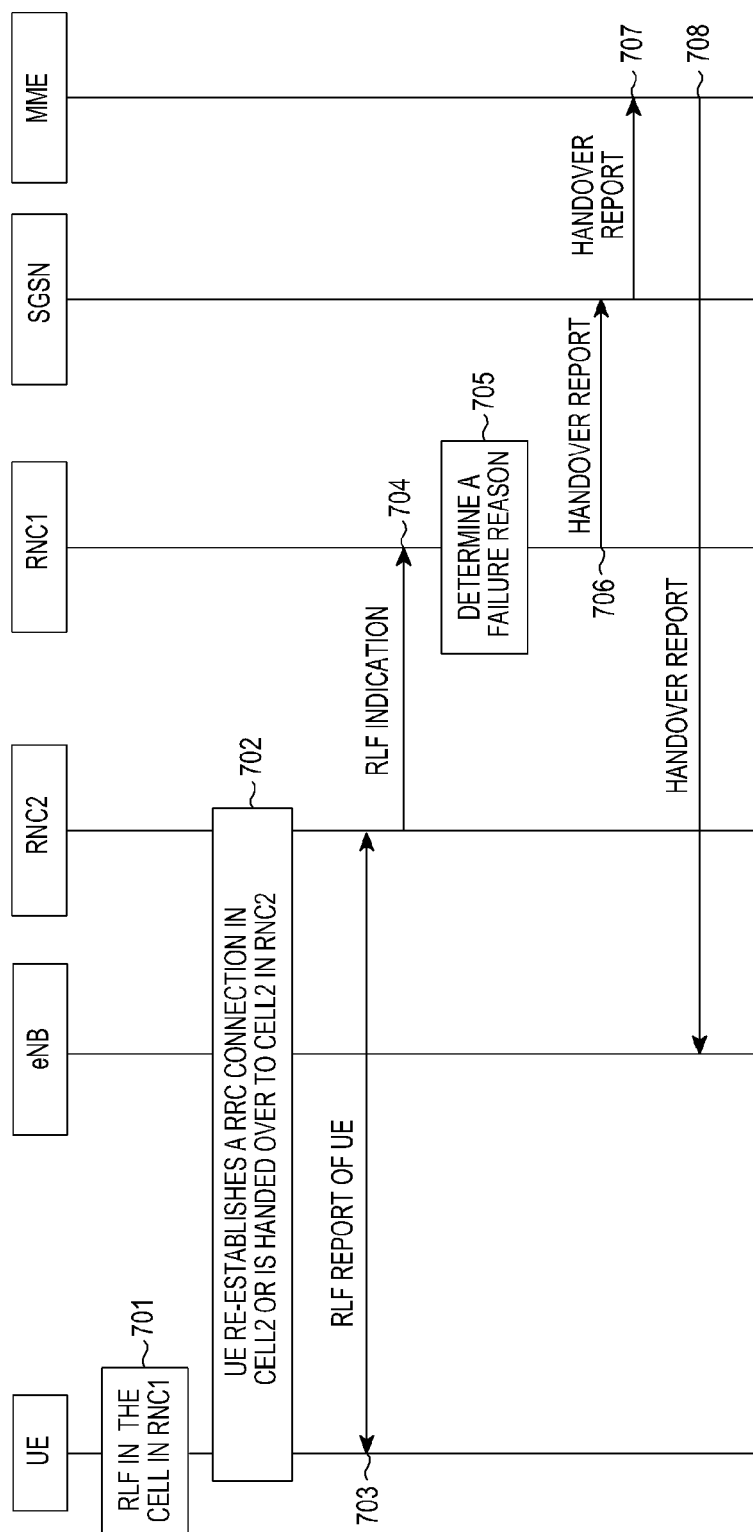 UE
eNB
RNC2
RNC1
SGSN
MME
701
RLF IN THE
CELL IN RNC1
702
UE RE-ESTABLISHES A RRC CONNECTION IN
CELL2 OR IS HANDED OVER TO CELL2 IN RNC2
703
RLF REPORT OF UE
RLF INDICATION
704
705
DETERMINE A
FAILURE REASON
706
HANDOVER REPORT
HANDOVER
REPORT
707
HANDOVER REPORT
708